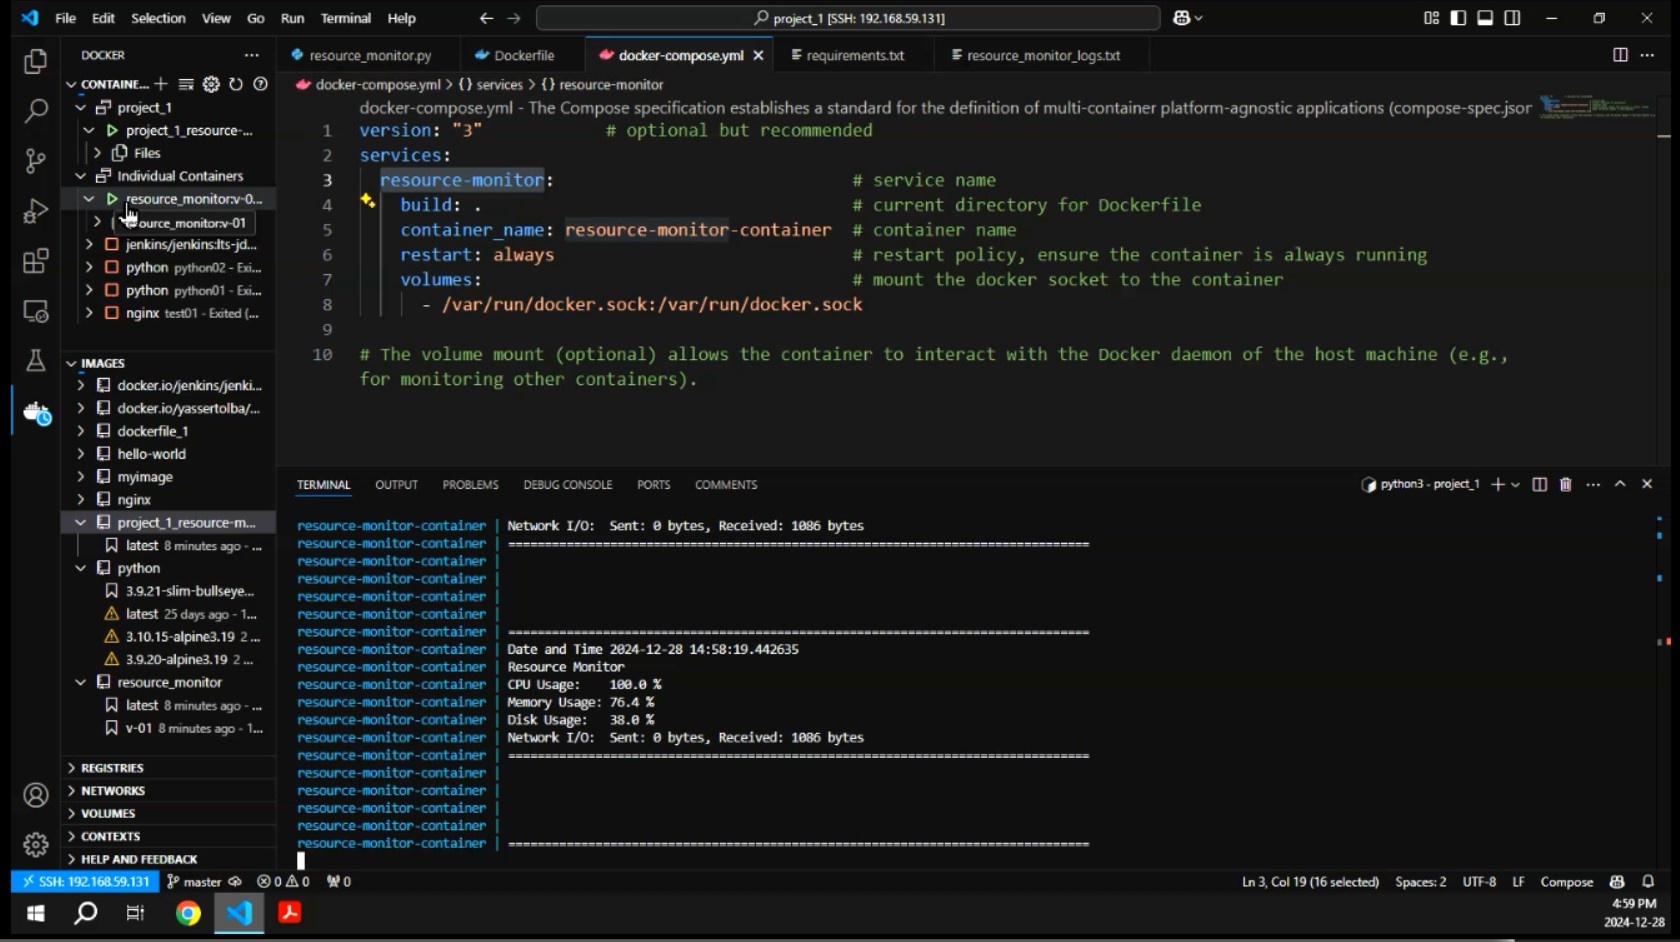 File Edit Selection View Go Run Terminal Help
project_1 [SSH: 192.168.59.131]
DOCKER
resource_monitor.py
Dockerfile
docker-compose.yml
requirements.txt
resource_monitor_logs.txt
CONTAINE...
project_1
project_1_resource-...
Files
Individual Containers
resource_monitor:v-0...
ource_monitor:v-01
jenkins/jenkins:lts-jd...
python python02 - Exi...
python python01 - Exi...
nginx test01 - Exited (...
IMAGES
docker.io/jenkins/jenki...
docker.io/yassertolba/...
dockerfile_1
hello-world
myimage
nginx
project_1_resource-m...
latest 8 minutes ago - ...
python
3.9.21-slim-bullseye...
latest 25 days ago - 1...
3.10.15-alpine3.19 2 ...
3.9.20-alpine3.19 2 ...
resource_monitor
latest 8 minutes ago - ...
v-01 8 minutes ago - 1...
REGISTRIES
NETWORKS
VOLUMES
CONTEXTS
HELP AND FEEDBACK
docker-compose.yml > {} services > {} resource-monitor
docker-compose.yml - The Compose specification establishes a standard for the definition of multi-container platform-agnostic applications (compose-spec.json
1 version: "3" # optional but recommended
2 services:
3 resource-monitor: # service name
4 build: . # current directory for Dockerfile
5 container_name: resource-monitor-container # container name
6 restart: always # restart policy, ensure the container is always running
7 volumes: # mount the docker socket to the container
8 - /var/run/docker.sock:/var/run/docker.sock
9
10 # The volume mount (optional) allows the container to interact with the Docker daemon of the host machine (e.g.,
for monitoring other containers).
TERMINAL OUTPUT PROBLEMS DEBUG CONSOLE PORTS COMMENTS
python3 - project_1
resource-monitor-container | Network I/O: Sent: 0 bytes, Received: 1086 bytes
resource-monitor-container | ================================================================================
resource-monitor-container |
resource-monitor-container |
resource-monitor-container |
resource-monitor-container |
resource-monitor-container | ================================================================================
resource-monitor-container | Date and Time 2024-12-28 14:58:19.442635
resource-monitor-container | Resource Monitor
resource-monitor-container | CPU Usage: 100.0 %
resource-monitor-container | Memory Usage: 76.4 %
resource-monitor-container | Disk Usage: 38.0 %
resource-monitor-container | Network I/O: Sent: 0 bytes, Received: 1086 bytes
resource-monitor-container | ================================================================================
resource-monitor-container |
resource-monitor-container |
resource-monitor-container |
resource-monitor-container |
resource-monitor-container | ================================================================================
SSH: 192.168.59.131 master 0 0 0
Ln 3, Col 19 (16 selected) Spaces: 2 UTF-8 LF Compose
4:59 PM
2024-12-28